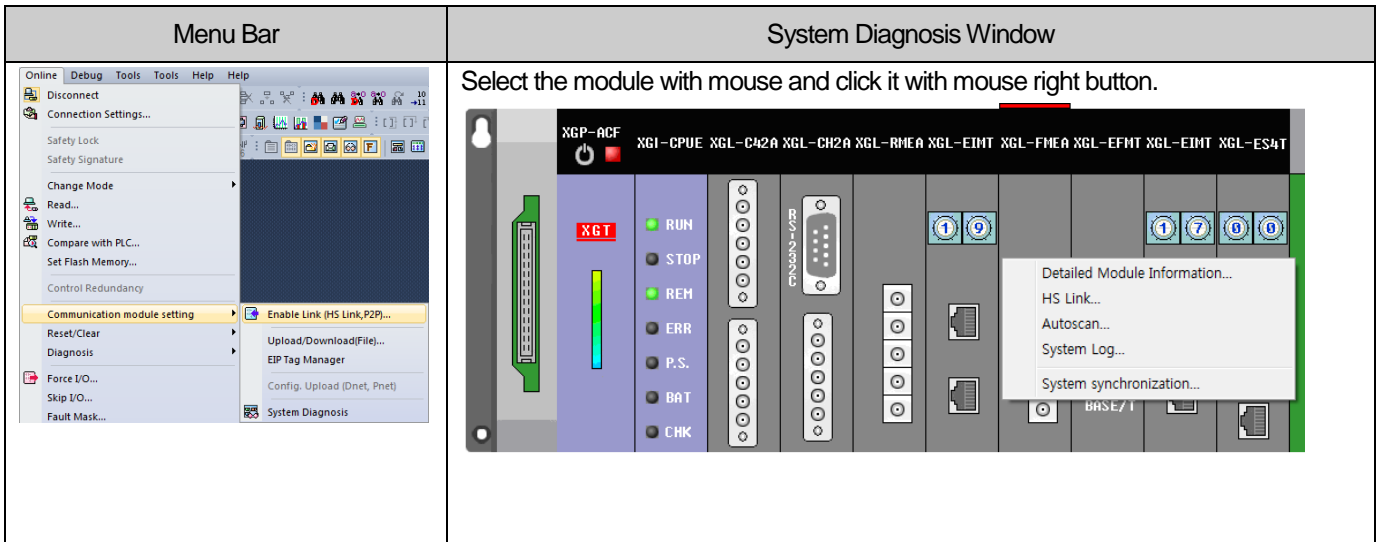 Menu Bar
System Diagnosis Window
Online Debug Tools Tools Help Help
Disconnect
Connection Settings...
Safety Lock
Safety Signature
Change Mode
Read...
Write...
Compare with PLC...
Set Flash Memory...
Control Redundancy
Communication module setting
Reset/Clear
Diagnosis
Force I/O...
Skip I/O...
Fault Mask...
Enable Link (HS Link,P2P)...
Upload/Download(File)...
EIP Tag Manager
Config. Upload (Dnet, Pnet)
System Diagnosis
Select the module with mouse and click it with mouse right button.
XGP-ACF XGI-CPUE XGL-C42A XGL-CH2A XGL-RMEA XGL-EIMT XGL-FMEA XGL-EFMT XGL-EIMT XGL-ES4T
XGT
RUN
STOP
REM
ERR
P.S.
BAT
CHK
RS-232C
1 9
1 7
0 0
Detailed Module Information...
HS Link...
Autoscan...
System Log...
System synchronization...
BASE/T